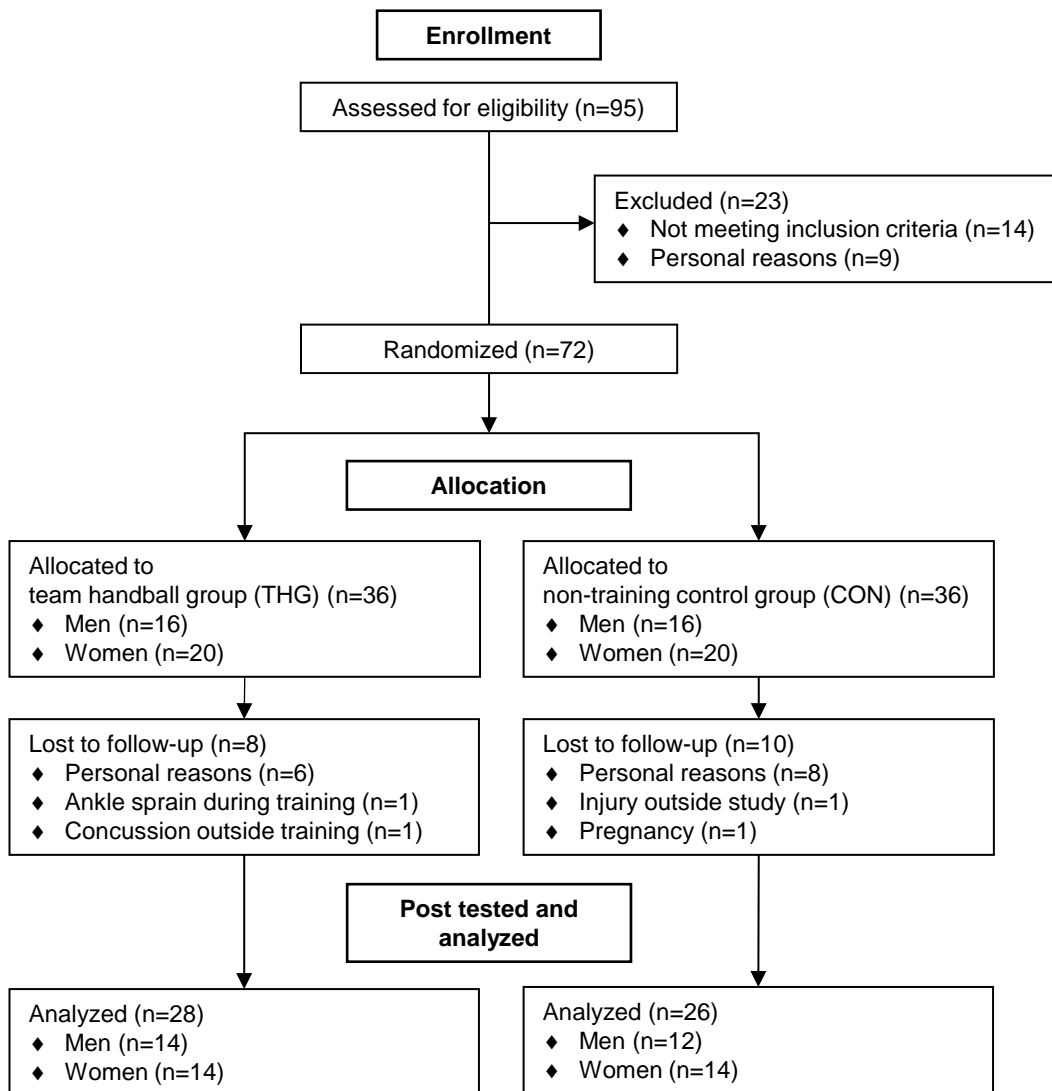 Enrollment
Assessed for eligibility (n=95)
Excluded (n=23)
♦ Not meeting inclusion criteria (n=14)
♦ Personal reasons (n=9)
Randomized (n=72)
Allocation
Allocated to
team handball group (THG) (n=36)
♦ Men (n=16)
♦ Women (n=20)
Allocated to
non-training control group (CON) (n=36)
♦ Men (n=16)
♦ Women (n=20)
Lost to follow-up (n=8)
♦ Personal reasons (n=6)
♦ Ankle sprain during training (n=1)
♦ Concussion outside training (n=1)
Lost to follow-up (n=10)
♦ Personal reasons (n=8)
♦ Injury outside study (n=1)
♦ Pregnancy (n=1)
Post tested and
analyzed
Analyzed (n=28)
♦ Men (n=14)
♦ Women (n=14)
Analyzed (n=26)
♦ Men (n=12)
♦ Women (n=14)